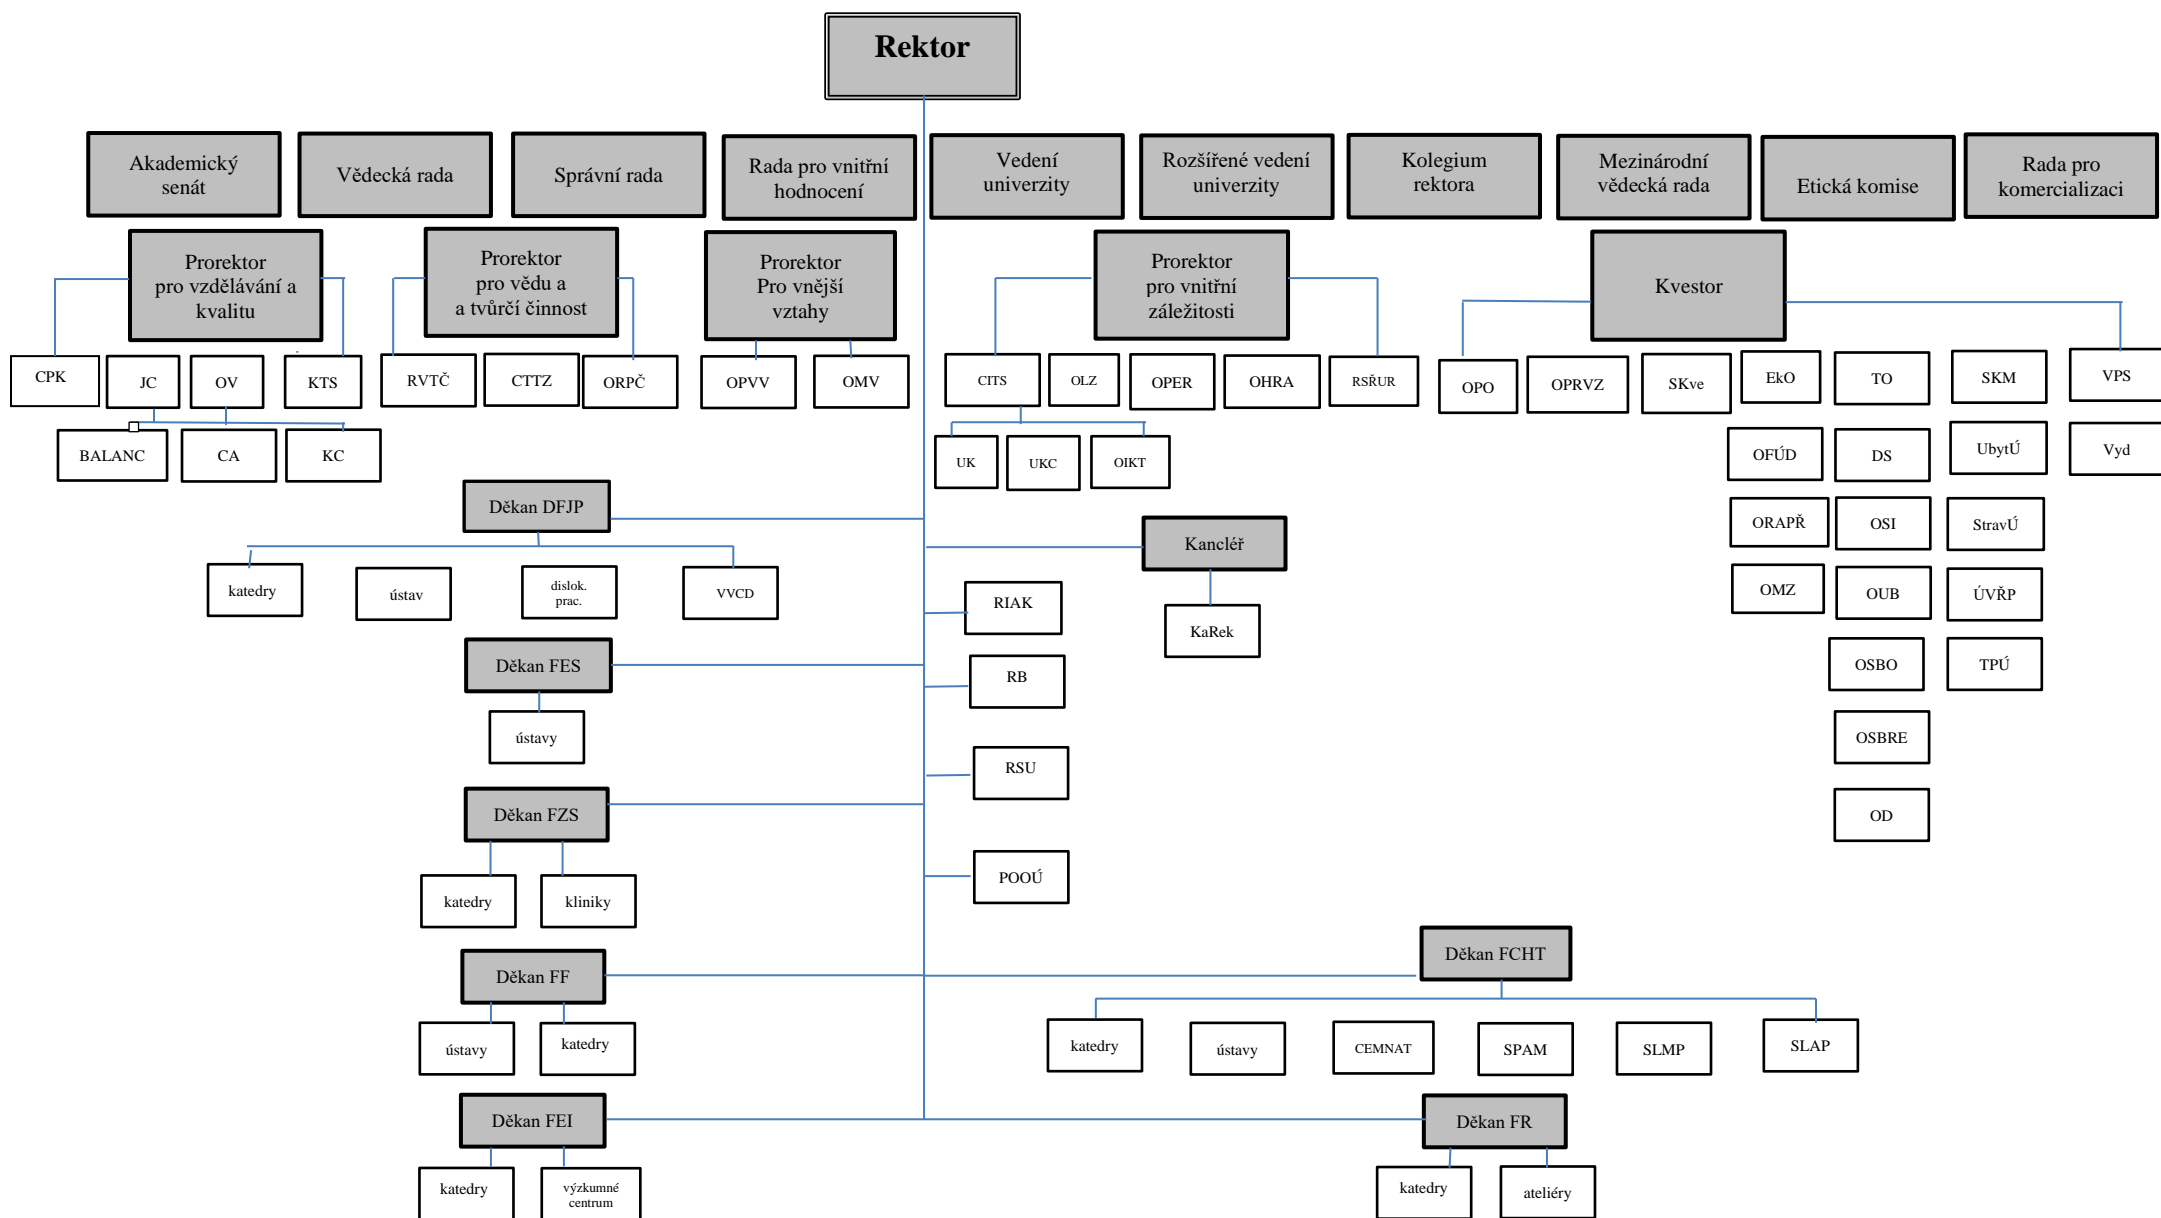 Rektor
Akademický
senát
Vědecká rada
Správní rada
Rada pro vnitřní
hodnocení
Vedení
univerzity
Rozšířené vedení
univerzity
Kolegium
rektora
Mezinárodní
vědecká rada
Etická komise
Rada pro
komercializaci
Prorektor
pro vzdělávání a
kvalitu
Prorektor
pro vědu a
a tvůrčí činnost
Prorektor
Pro vnější
vztahy
Prorektor
pro vnitřní
záležitosti
Kvestor
CPK
JC
OV
KTS
RVTČ
CTTZ
ORPČ
OPVV
OMV
CITS
OLZ
OPER
OHRA
RSŘUR
OPO
OPRVZ
SKve
EkO
TO
SKM
VPS
BALANC
CA
KC
UK
UKC
OIKT
OFÚD
DS
UbytÚ
Vyd
Děkan DFJP
ORAPŘ
OSI
StravÚ
Kancléř
katedry
ústav
dislok.
prac.
VVCD
RIAK
KaRek
OMZ
OUB
ÚVŘP
Děkan FES
RB
OSBO
TPÚ
ústavy
RSU
OSBRE
Děkan FZS
OD
katedry
kliniky
POOÚ
Děkan FF
Děkan FCHT
ústavy
katedry
katedry
ústavy
CEMNAT
SPAM
SLMP
SLAP
Děkan FEI
Děkan FR
katedry
výzkumné
centrum
katedry
ateliéry